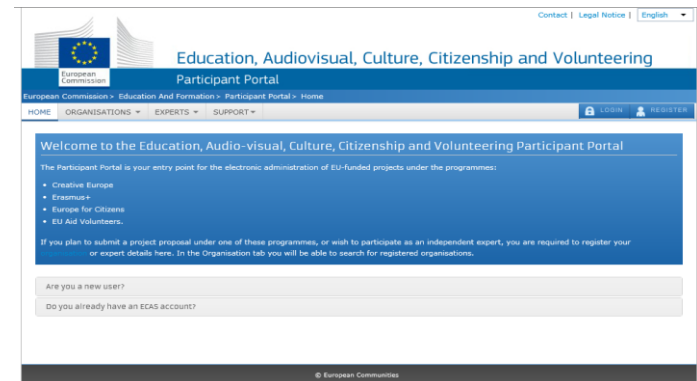 Contact | Legal Notice | English
Education, Audiovisual, Culture, Citizenship and Volunteering
European
Commission
Participant Portal
European Commission > Education And Formation > Participant Portal > Home
HOME ORGANISATIONS EXPERTS SUPPORT LOGIN REGISTER
Welcome to the Education, Audio-visual, Culture, Citizenship and Volunteering Participant Portal
The Participant Portal is your entry point for the electronic administration of EU-funded projects under the programmes:
• Creative Europe
• Erasmus+
• Europe for Citizens
• EU Aid Volunteers.
If you plan to submit a project proposal under one of these programmes, or wish to participate as an independent expert, you are required to register your
or expert details here. In the Organisation tab you will be able to search for registered organisations.
Are you a new user?
Do you already have an ECAS account?
© European Communities